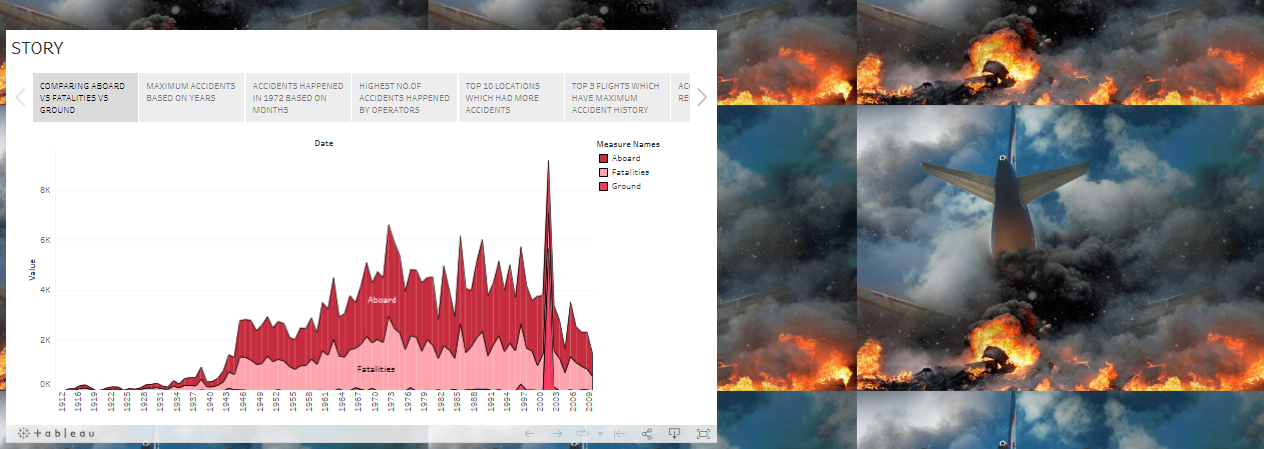 Story
STORY
COMPARING ABOARD
VS FATALITIES VS
GROUND
MAXIMUM ACCIDENTS
BASED ON YEARS
ACCIDENTS HAPPENED
IN 1972 BASED ON
MONTHS
HIGHEST NO.OF
ACCIDENTS HAPPENED
BY OPERATORS
TOP 10 LOCATIONS
WHICH HAD MORE
ACCIDENTS
TOP 3 FLIGHTS WHICH
HAVE MAXIMUM
ACCIDENT HISTORY
Date
Measure Names
Aboard
Fatalities
Ground
8K
6K
Value
4K
Aboard
2K
Fatalities
0K
1912 1916 1919 1922 1925 1928 1931 1934 1937 1940 1943 1946 1949 1952 1955 1958 1961 1964 1967 1970 1973 1976 1979 1982 1985 1988 1991 1994 1997 2000 2003 2006 2009
+ableau